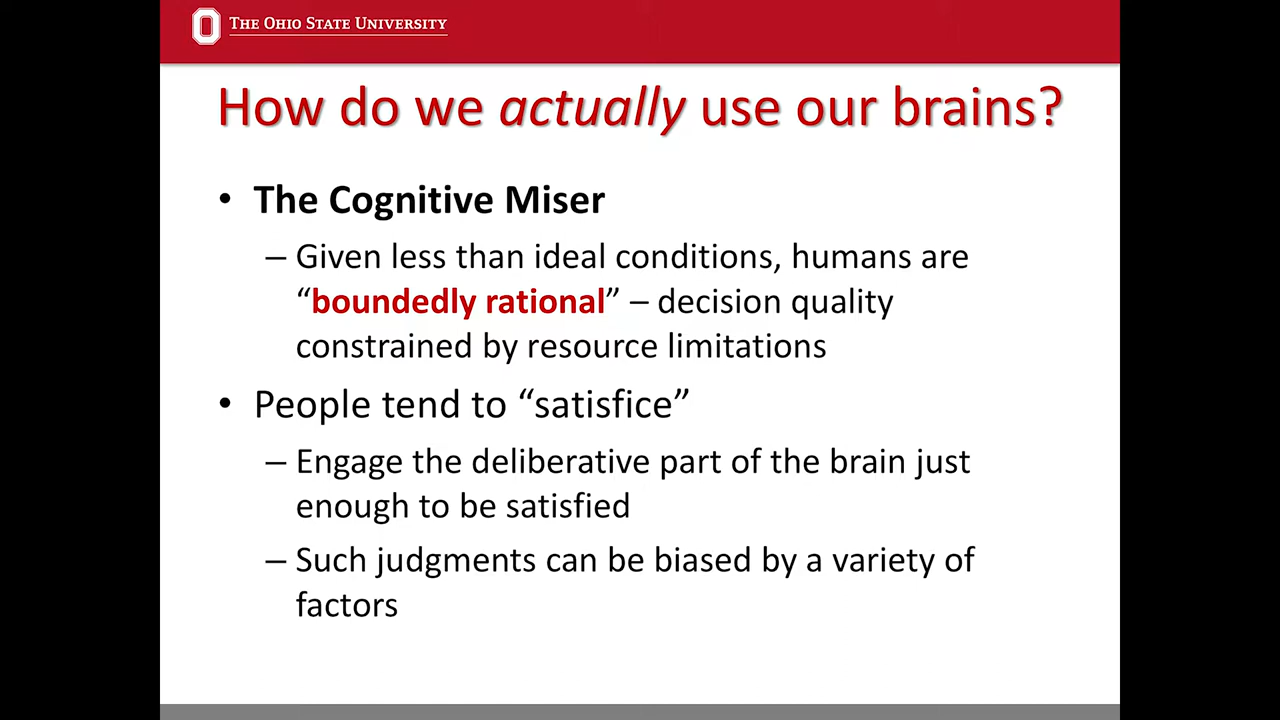 THE OHIO STATE UNIVERSITY
How do we actually use our brains?
• The Cognitive Miser
– Given less than ideal conditions, humans are
“boundedly rational” – decision quality
constrained by resource limitations
• People tend to “satisfice”
– Engage the deliberative part of the brain just
enough to be satisfied
– Such judgments can be biased by a variety of
factors